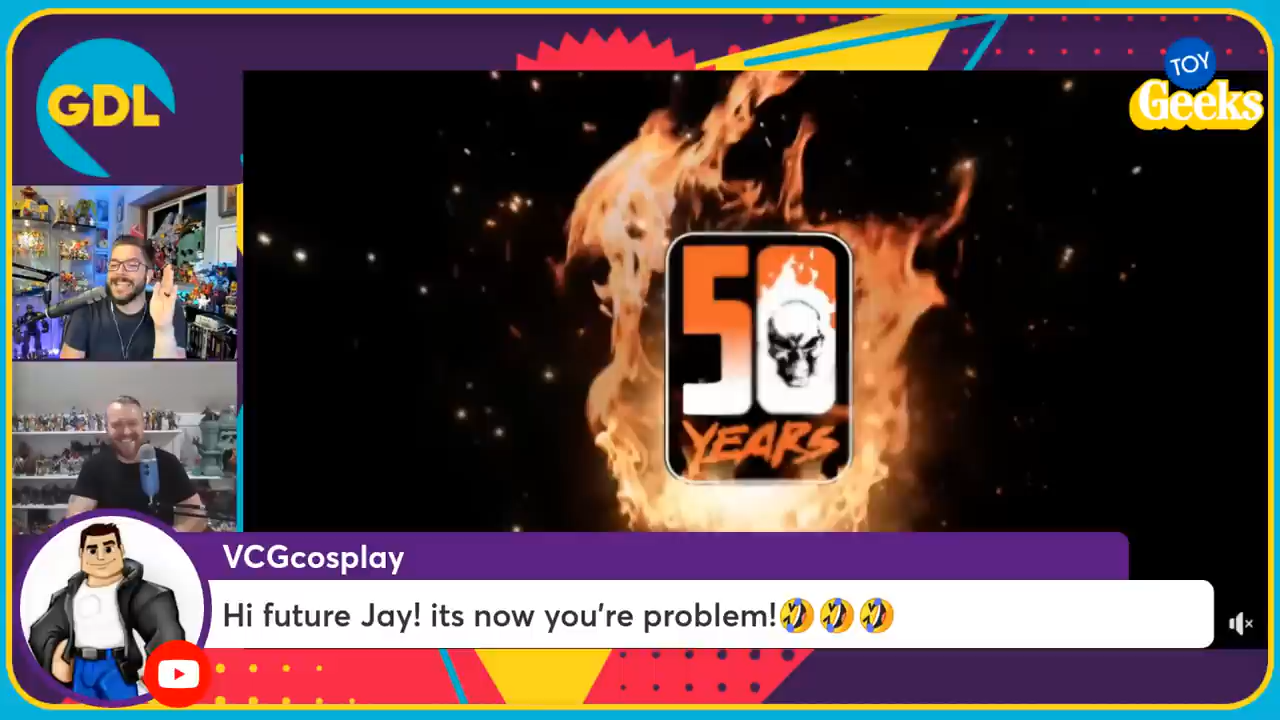 GDL
TOY
Geeks
50
YEARS
VCGcosplay
Hi future Jay! its now you're problem!🤣🤣🤣